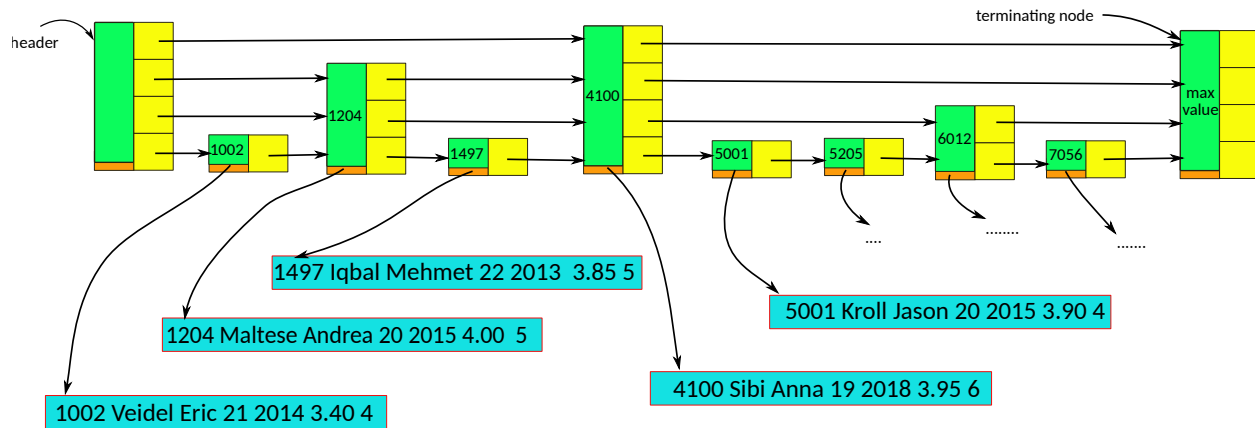 header
terminating node
1002
1204
1497
4100
5001
5205
6012
7056
max
value
....
........
.......
1497 Iqbal Mehmet 22 2013 3.85 5
5001 Kroll Jason 20 2015 3.90 4
1204 Maltese Andrea 20 2015 4.00 5
4100 Sibi Anna 19 2018 3.95 6
1002 Veidel Eric 21 2014 3.40 4